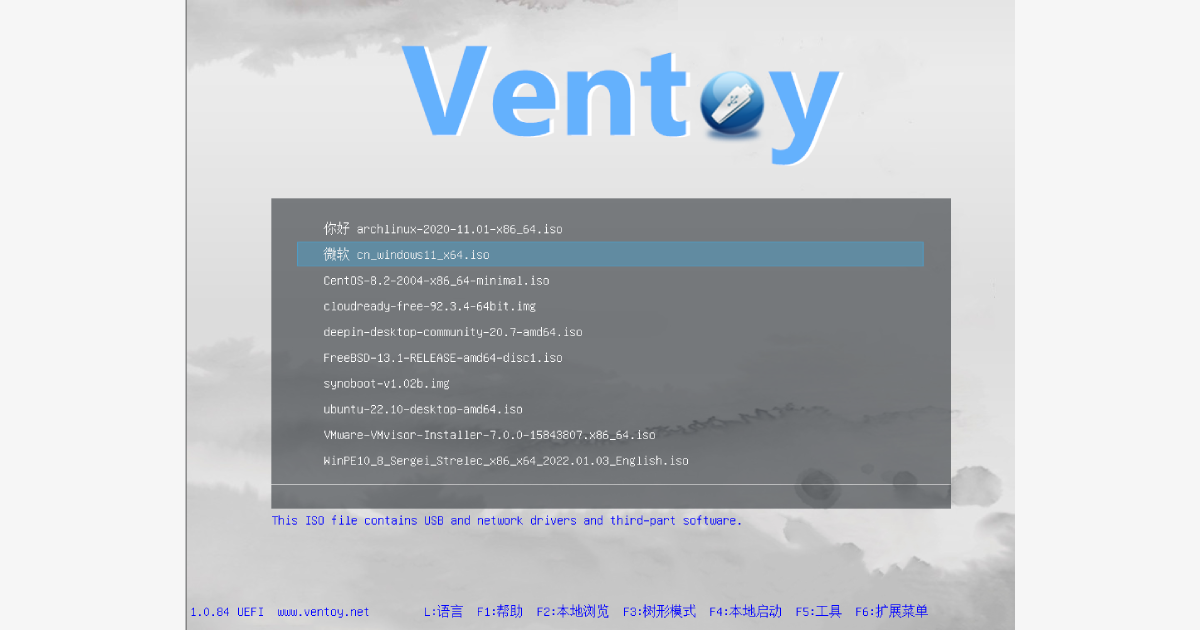 Ventoy
你好 archlinux-2020-11.01-x86_64.iso
微软 cn_windows11_x64.iso
CentOS-8.2-2004-x86_64-minimal.iso
cloudready-free-92.3.4-64bit.img
deepin-desktop-community-20.7-amd64.iso
FreeBSD-13.1-RELEASE-amd64-disc1.iso
synoboot-v1.02b.img
ubuntu-22.10-desktop-amd64.iso
VMware-VMvisor-Installer-7.0.0-15843807.x86_64.iso
WinPE10_8_Sergei_Strelec_x86_x64_2022.01.03_English.iso
This ISO file contains USB and network drivers and third-part software.
1.0.84 UEFI www.ventoy.net L:语言 F1:帮助 F2:本地浏览 F3:树形模式 F4:本地启动 F5:工具 F6:扩展菜单